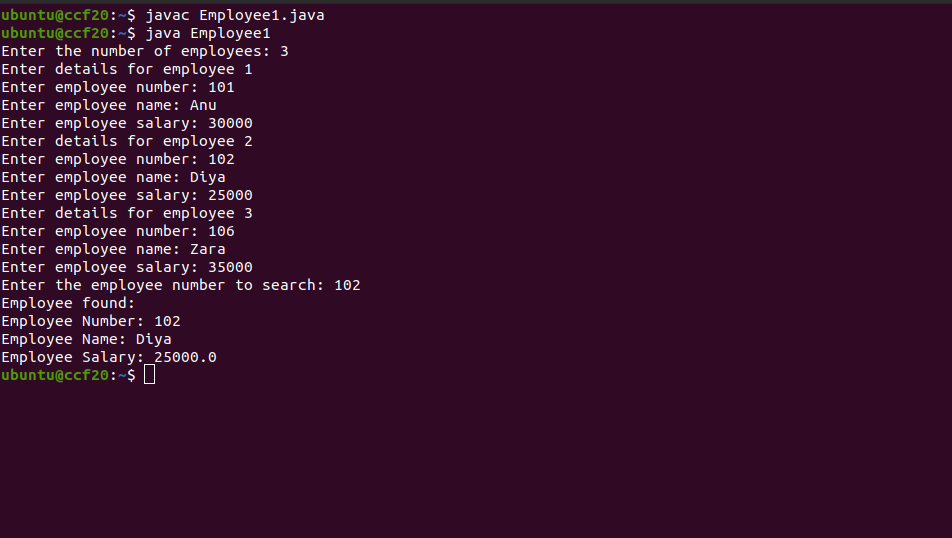 ubuntu@ccf20:~$ javac Employee1.java
ubuntu@ccf20:~$ java Employee1
Enter the number of employees: 3
Enter details for employee 1
Enter employee number: 101
Enter employee name: Anu
Enter employee salary: 30000
Enter details for employee 2
Enter employee number: 102
Enter employee name: Diya
Enter employee salary: 25000
Enter details for employee 3
Enter employee number: 106
Enter employee name: Zara
Enter employee salary: 35000
Enter the employee number to search: 102
Employee found:
Employee Number: 102
Employee Name: Diya
Employee Salary: 25000.0
ubuntu@ccf20:~$